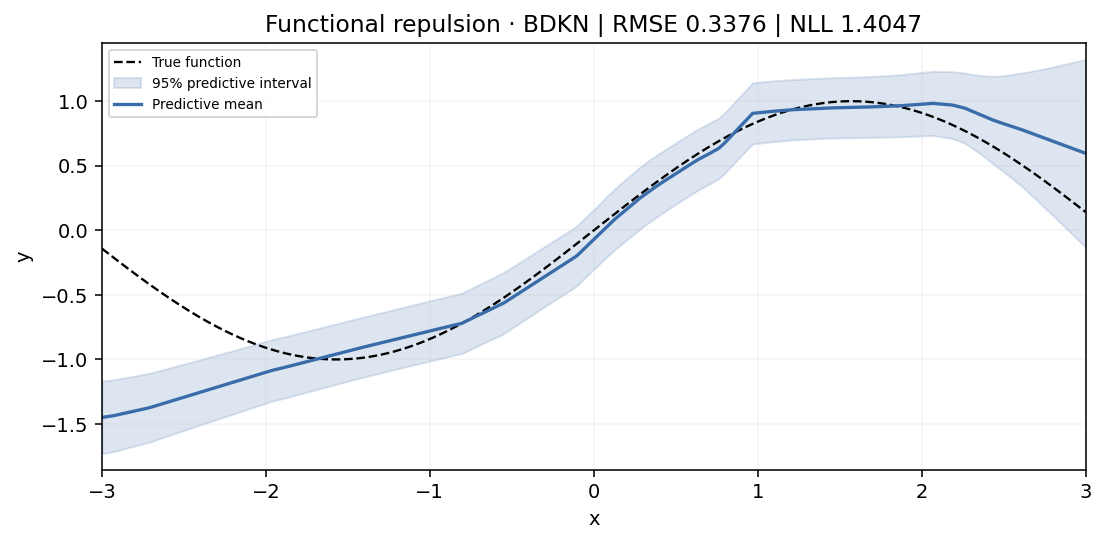 Functional repulsion · BDKN | RMSE 0.3376 | NLL 1.4047
True function
95% predictive interval
Predictive mean
1.0
0.5
0.0
−0.5
−1.0
−1.5
y
−3
−2
−1
0
1
2
3
x